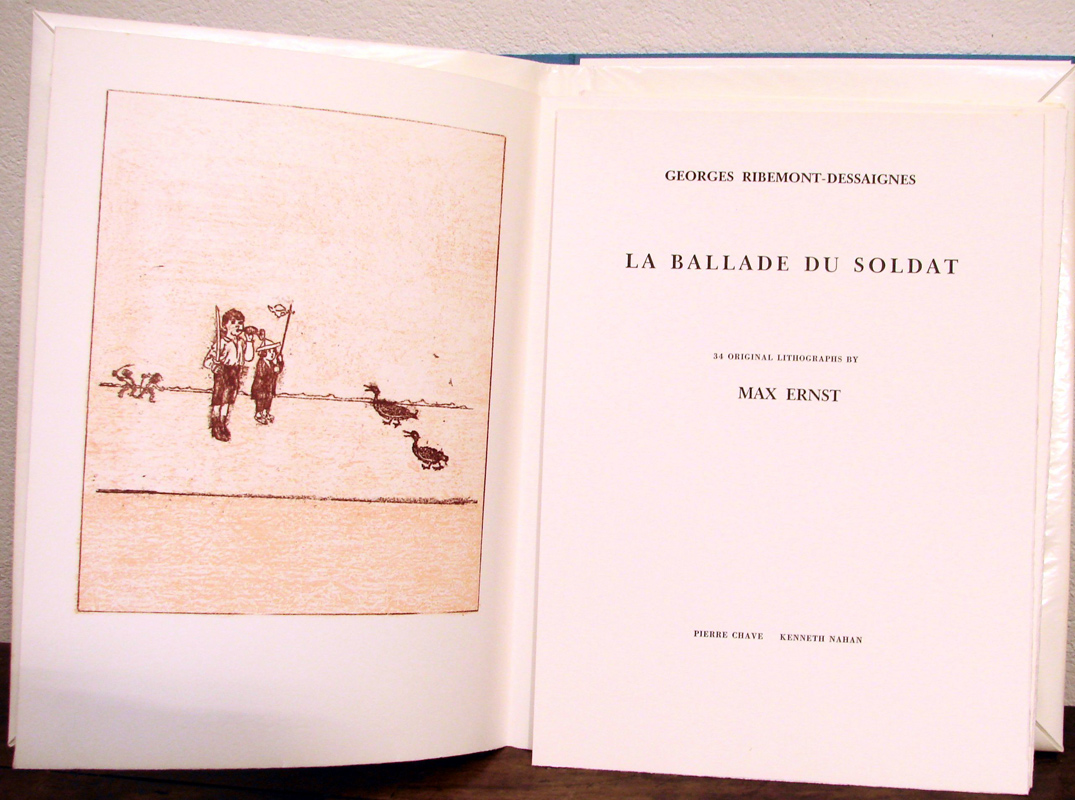 GEORGES RIBEMONT-DESSAIGNES
LA BALLADE DU SOLDAT
34 ORIGINAL LITHOGRAPHS BY
MAX ERNST
PIERRE CHAVE KENNETH NAHAN